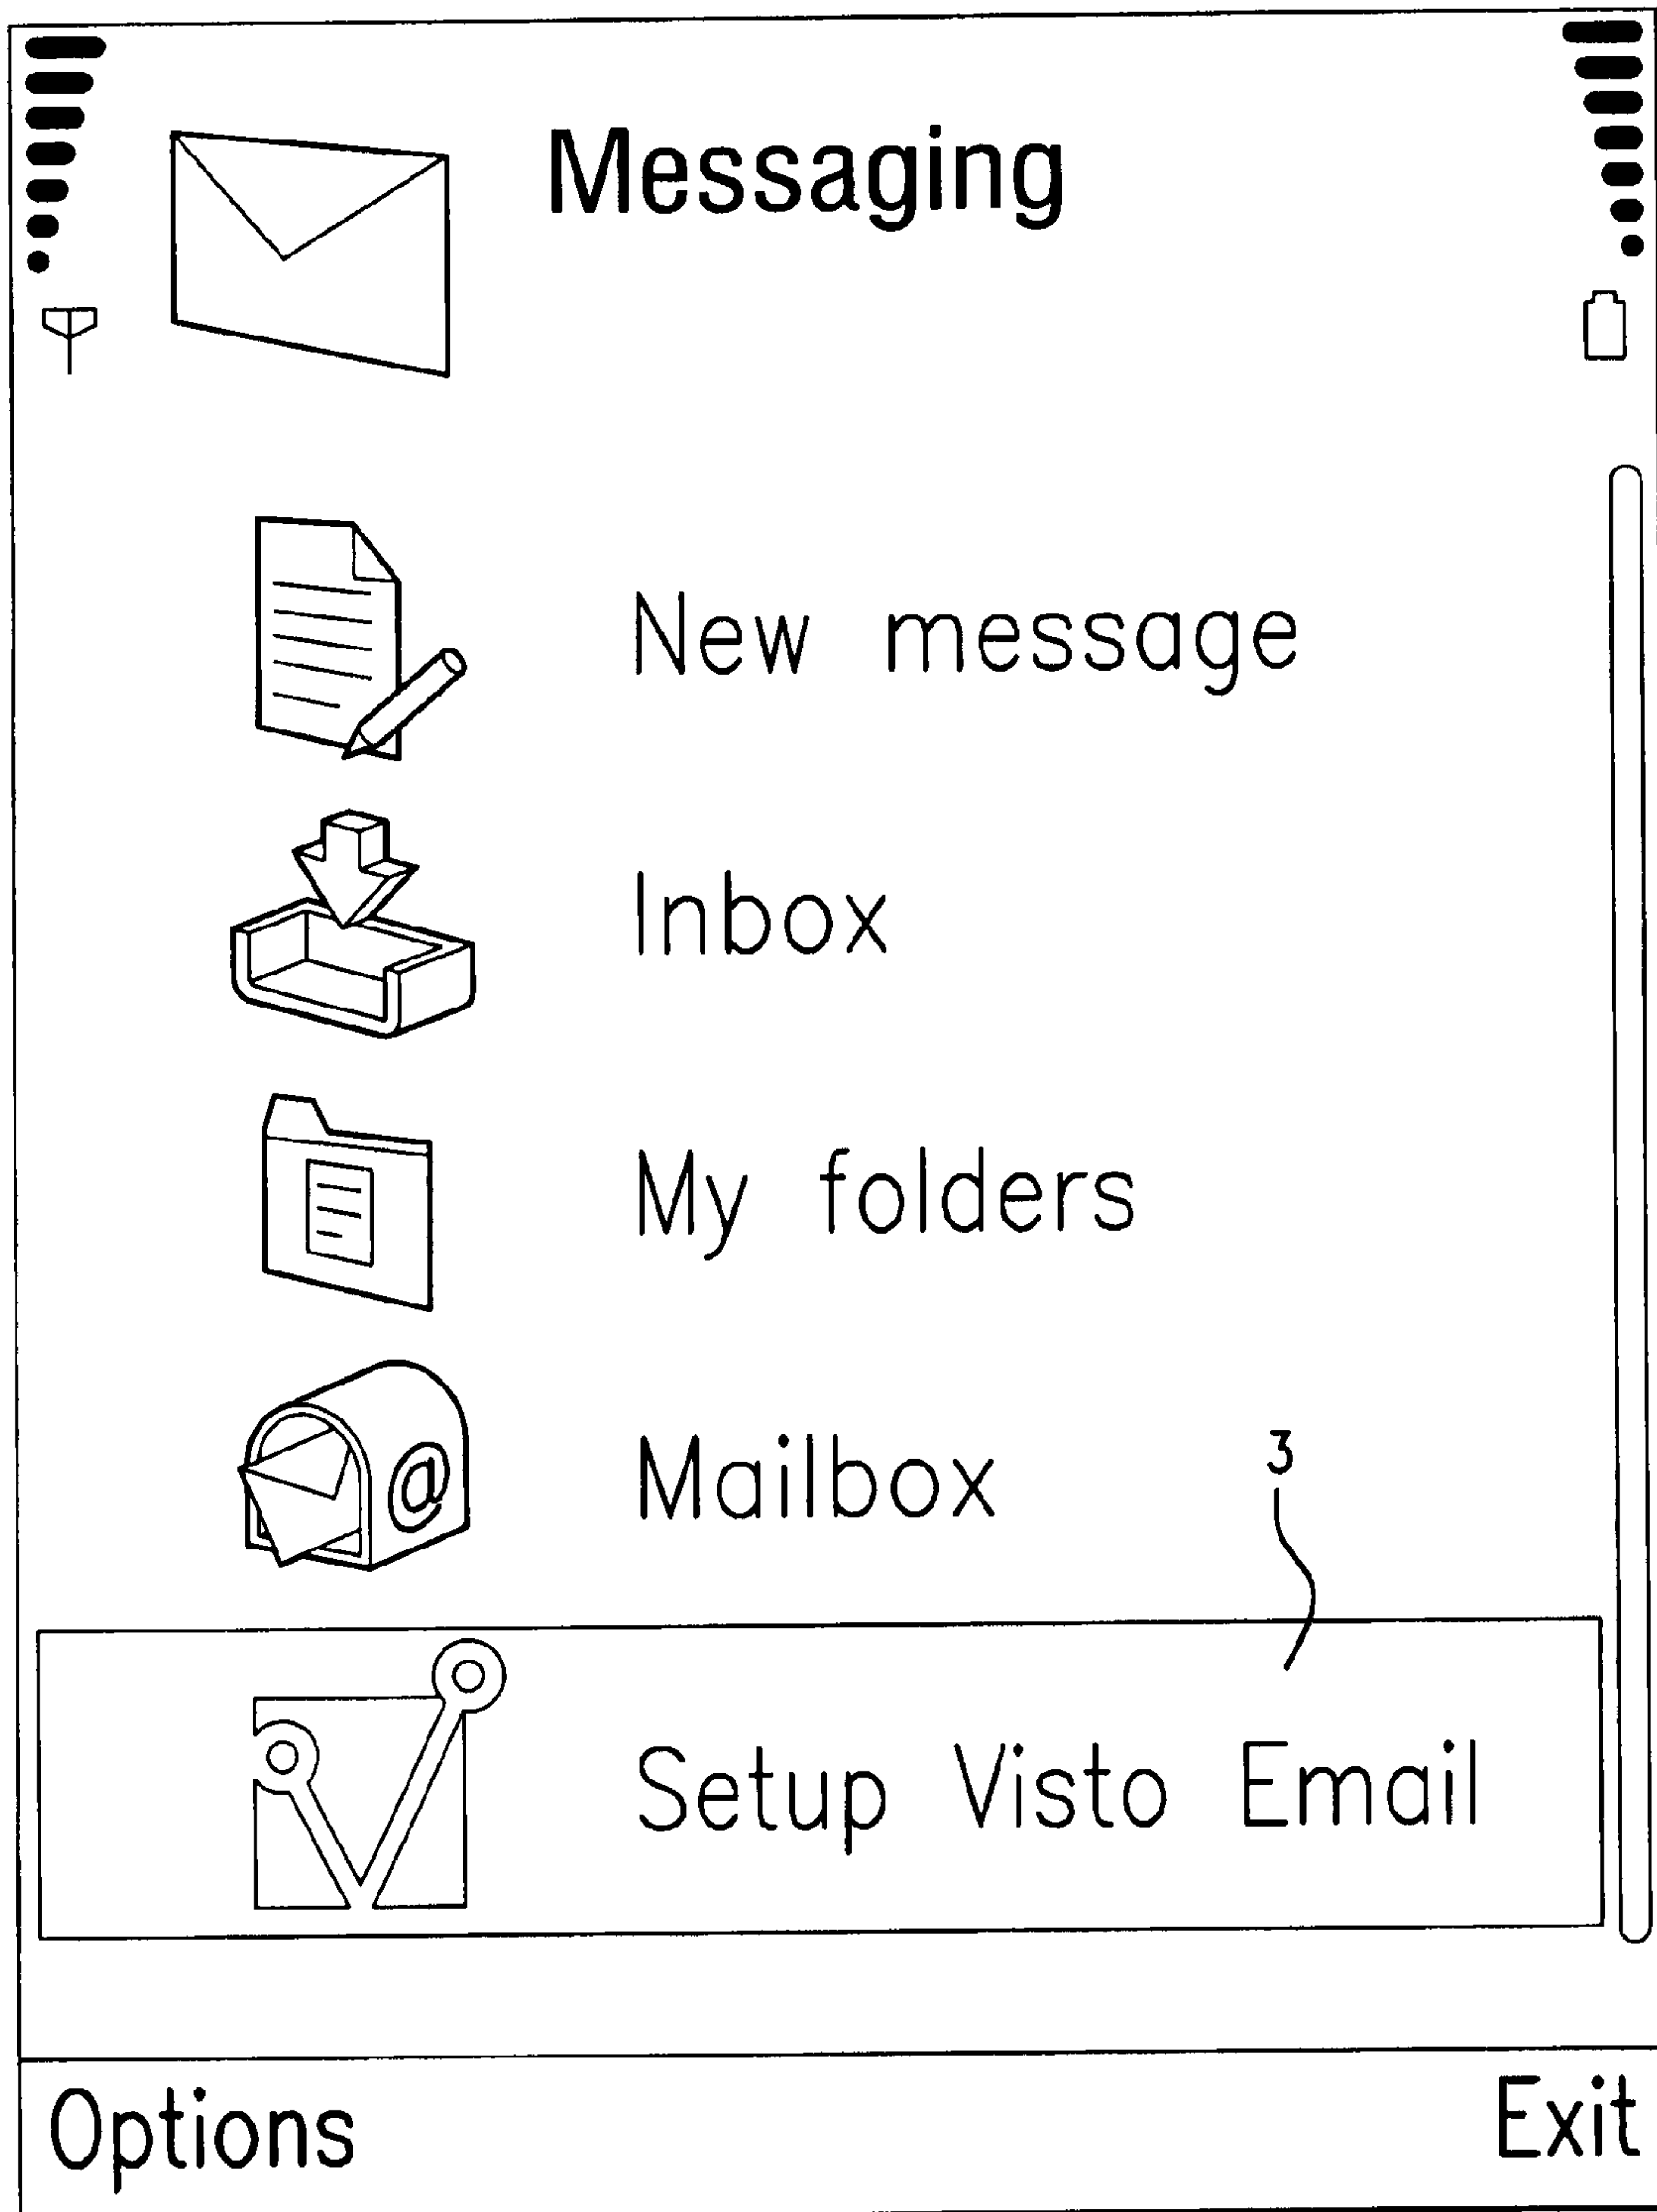 Messaging
New message
Inbox
My folders
@ Mailbox
3
Setup Visto Email
Options Exit